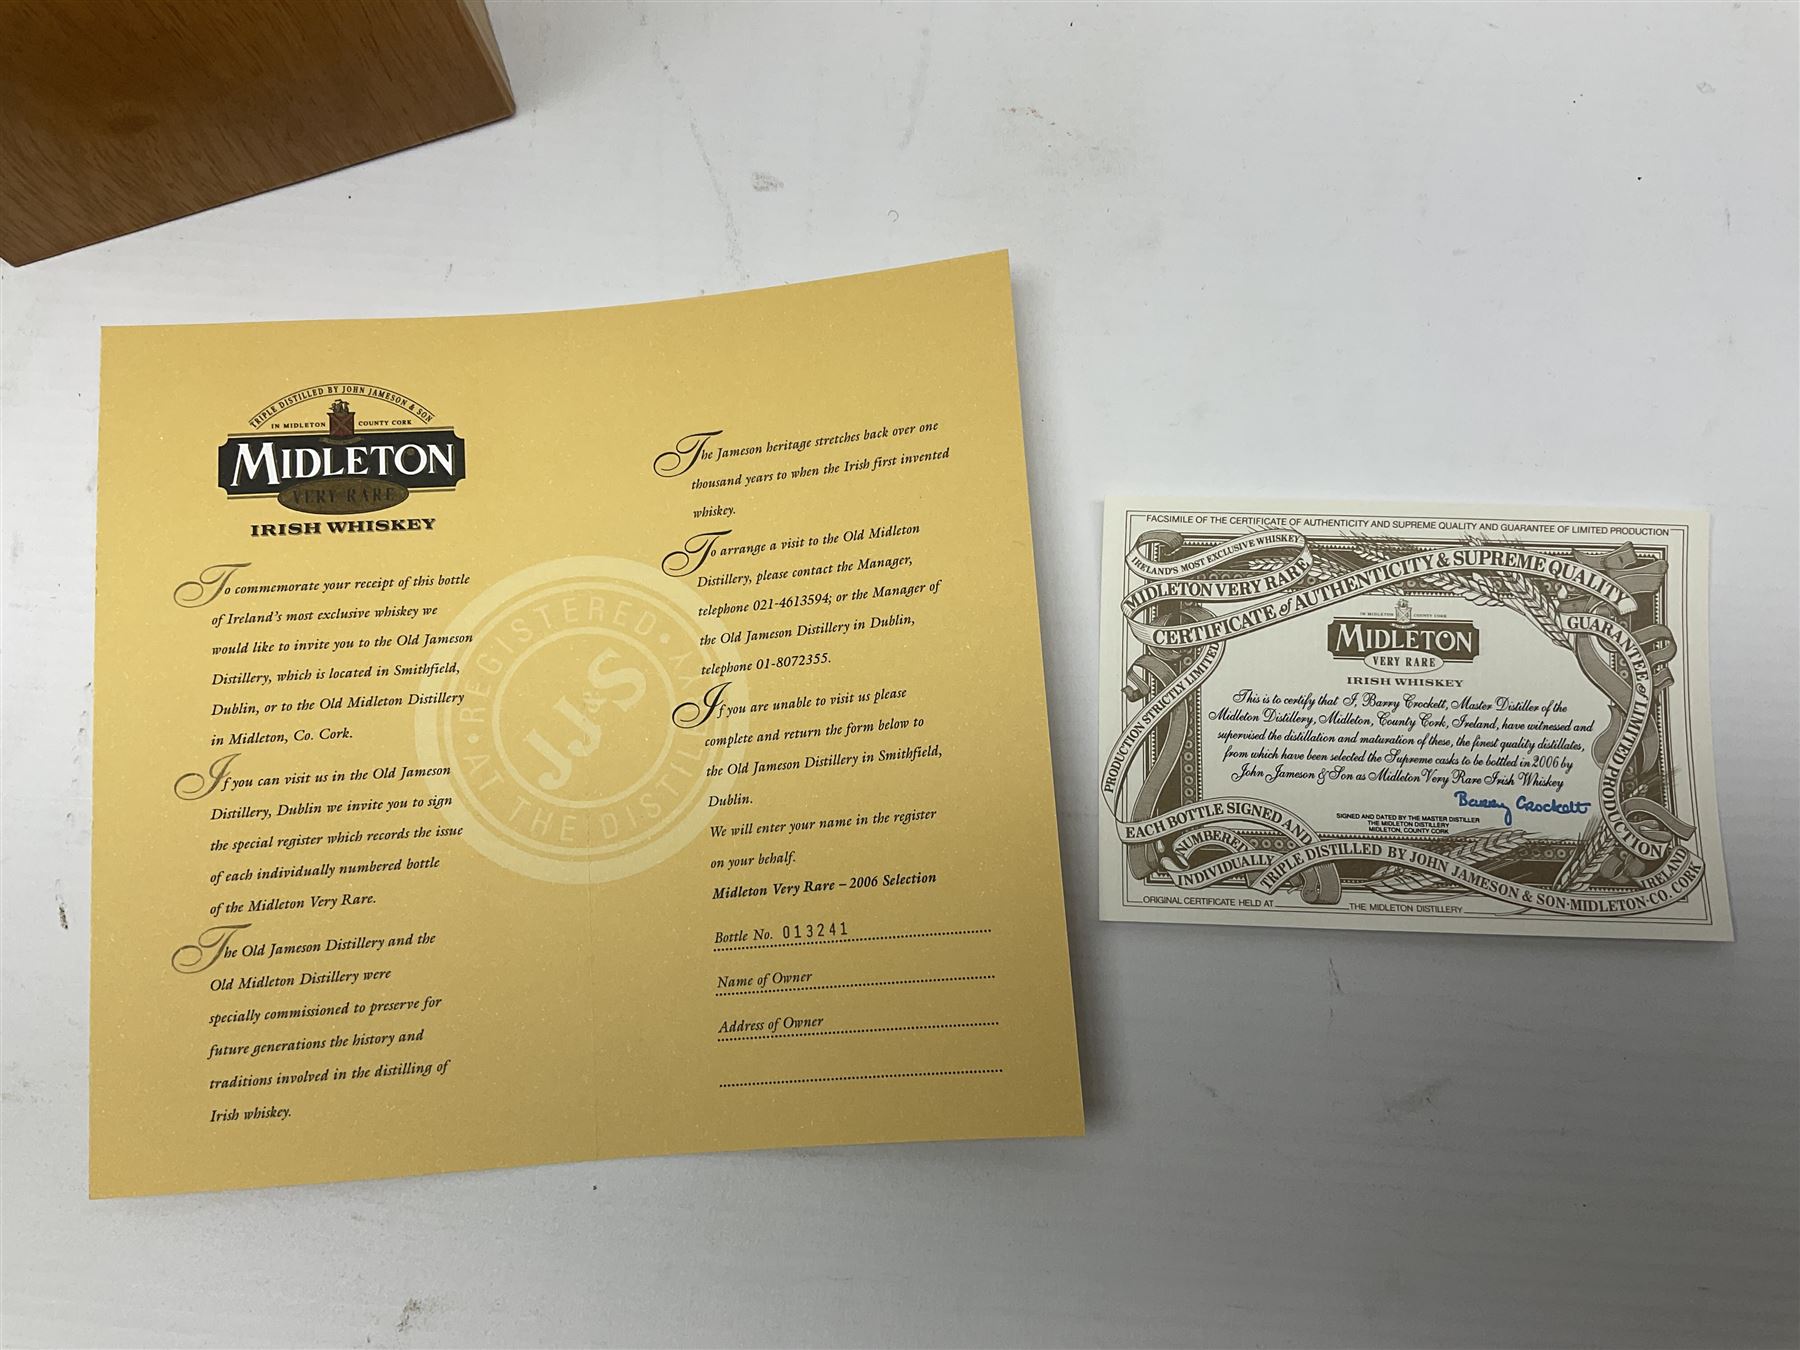 TRIPLE DISTILLED BY JOHN JAMESON & SON
IN MIDLETON COUNTY CORK
MIDLETON
VERY RARE
IRISH WHISKEY
To commemorate your receipt of this bottle
of Ireland's most exclusive whiskey we
would like to invite you to the Old Jameson
Distillery, which is located in Smithfield,
Dublin, or to the Old Midleton Distillery
in Midleton, Co. Cork.
If you can visit us in the Old Jameson
Distillery, Dublin we invite you to sign
the special register which records the issue
of each individually numbered bottle
of the Midleton Very Rare.
The Old Jameson Distillery and the
Old Midleton Distillery were
specially commissioned to preserve for
future generations the history and
traditions involved in the distilling of
Irish whiskey.
REGISTERED
AT THE DISTILLERY
JJ&S
The Jameson heritage stretches back over one
thousand years to when the Irish first invented
whiskey.
To arrange a visit to the Old Midleton
Distillery, please contact the Manager,
telephone 021-4613594; or the Manager of
the Old Jameson Distillery in Dublin,
telephone 01-8072355.
If you are unable to visit us please
complete and return the form below to
the Old Jameson Distillery in Smithfield,
Dublin.
We will enter your name in the register
on your behalf.
Midleton Very Rare – 2006 Selection
Bottle No. 013241
Name of Owner
Address of Owner
FACSIMILE OF THE CERTIFICATE OF AUTHENTICITY AND SUPREME QUALITY AND GUARANTEE OF LIMITED PRODUCTION
IRELAND'S MOST EXCLUSIVE WHISKEY
MIDLETON VERY RARE
CERTIFICATE of AUTHENTICITY & SUPREME QUALITY
GUARANTEE of LIMITED PRODUCTION
PRODUCTION STRICTLY LIMITED
IN MIDLETON COUNTY CORK
MIDLETON
VERY RARE
IRISH WHISKEY
This is to certify that I, Barry Crockett, Master Distiller of the
Midleton Distillery, Midleton, County Cork, Ireland, have witnessed and
supervised the distillation and maturation of these, the finest quality distillates,
from which have been selected the Supreme casks to be bottled in 2006 by
John Jameson & Son as Midleton Very Rare Irish Whiskey
Barry Crockett
SIGNED AND DATED BY THE MASTER DISTILLER
THE MIDLETON DISTILLERY
MIDLETON, COUNTY CORK
EACH BOTTLE SIGNED AND
NUMBERED
INDIVIDUALLY
TRIPLE DISTILLED BY JOHN JAMESON & SON·MIDLETON·CO. CORK
IRELAND
ORIGINAL CERTIFICATE HELD AT THE MIDLETON DISTILLERY